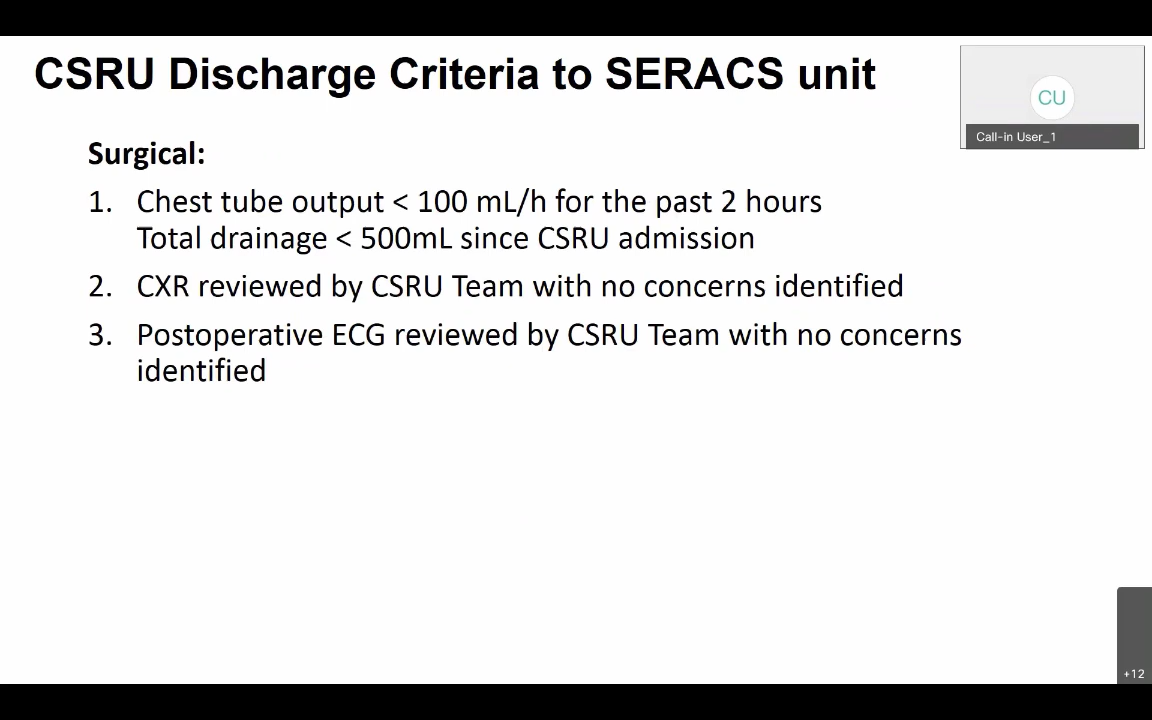 CSRU Discharge Criteria to SERACS unit
CU
Call-in User_1
Surgical:
1. Chest tube output < 100 mL/h for the past 2 hours
Total drainage < 500mL since CSRU admission
2. CXR reviewed by CSRU Team with no concerns identified
3. Postoperative ECG reviewed by CSRU Team with no concerns
identified
+12